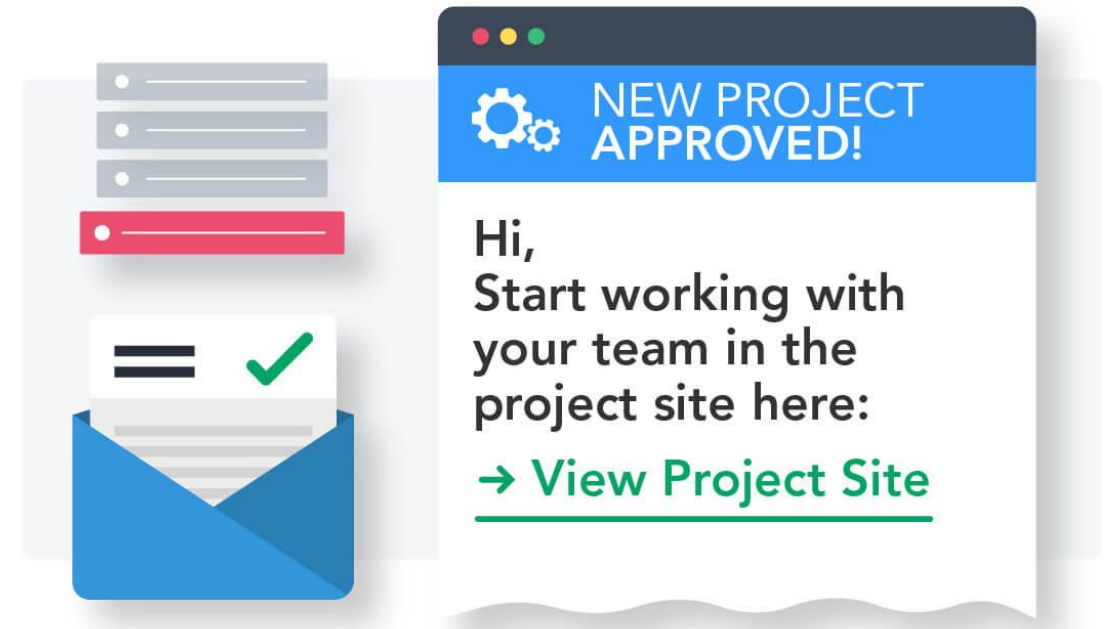 NEW PROJECT
APPROVED!
Hi,
Start working with
your team in the
project site here:
→ View Project Site